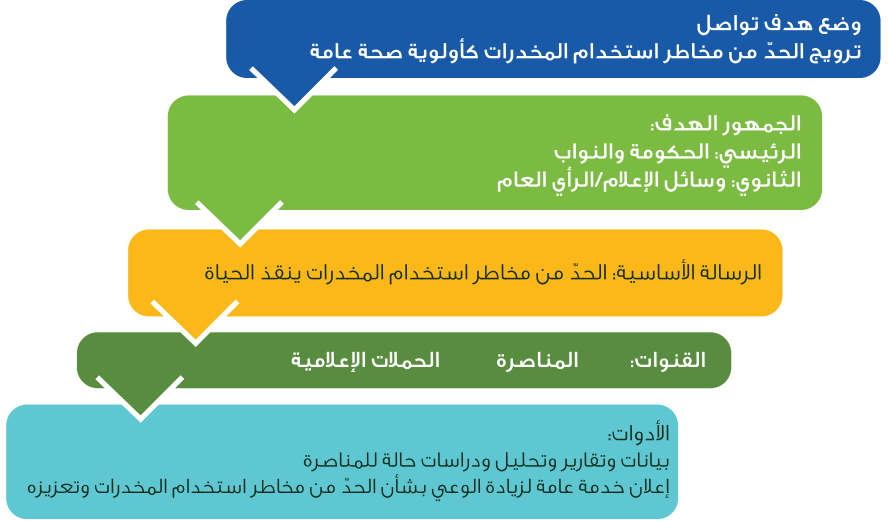 وضع هدف تواصل
ترويج الحدّ من مخاطر استخدام المخدرات كأولوية صحة عامة
الجمهور الهدف:
الرئيسي: الحكومة والنواب
الثانوي: وسائل الإعلام/الرأي العام
الرسالة الأساسية: الحدّ من مخاطر استخدام المخدرات ينقذ الحياة
القنوات: المناصرة الحملات الإعلامية
الأدوات:
بيانات وتقارير وتحليل ودراسات حالة للمناصرة
إعلان خدمة عامة لزيادة الوعي بشأن الحدّ من مخاطر استخدام المخدرات وتعزيزه